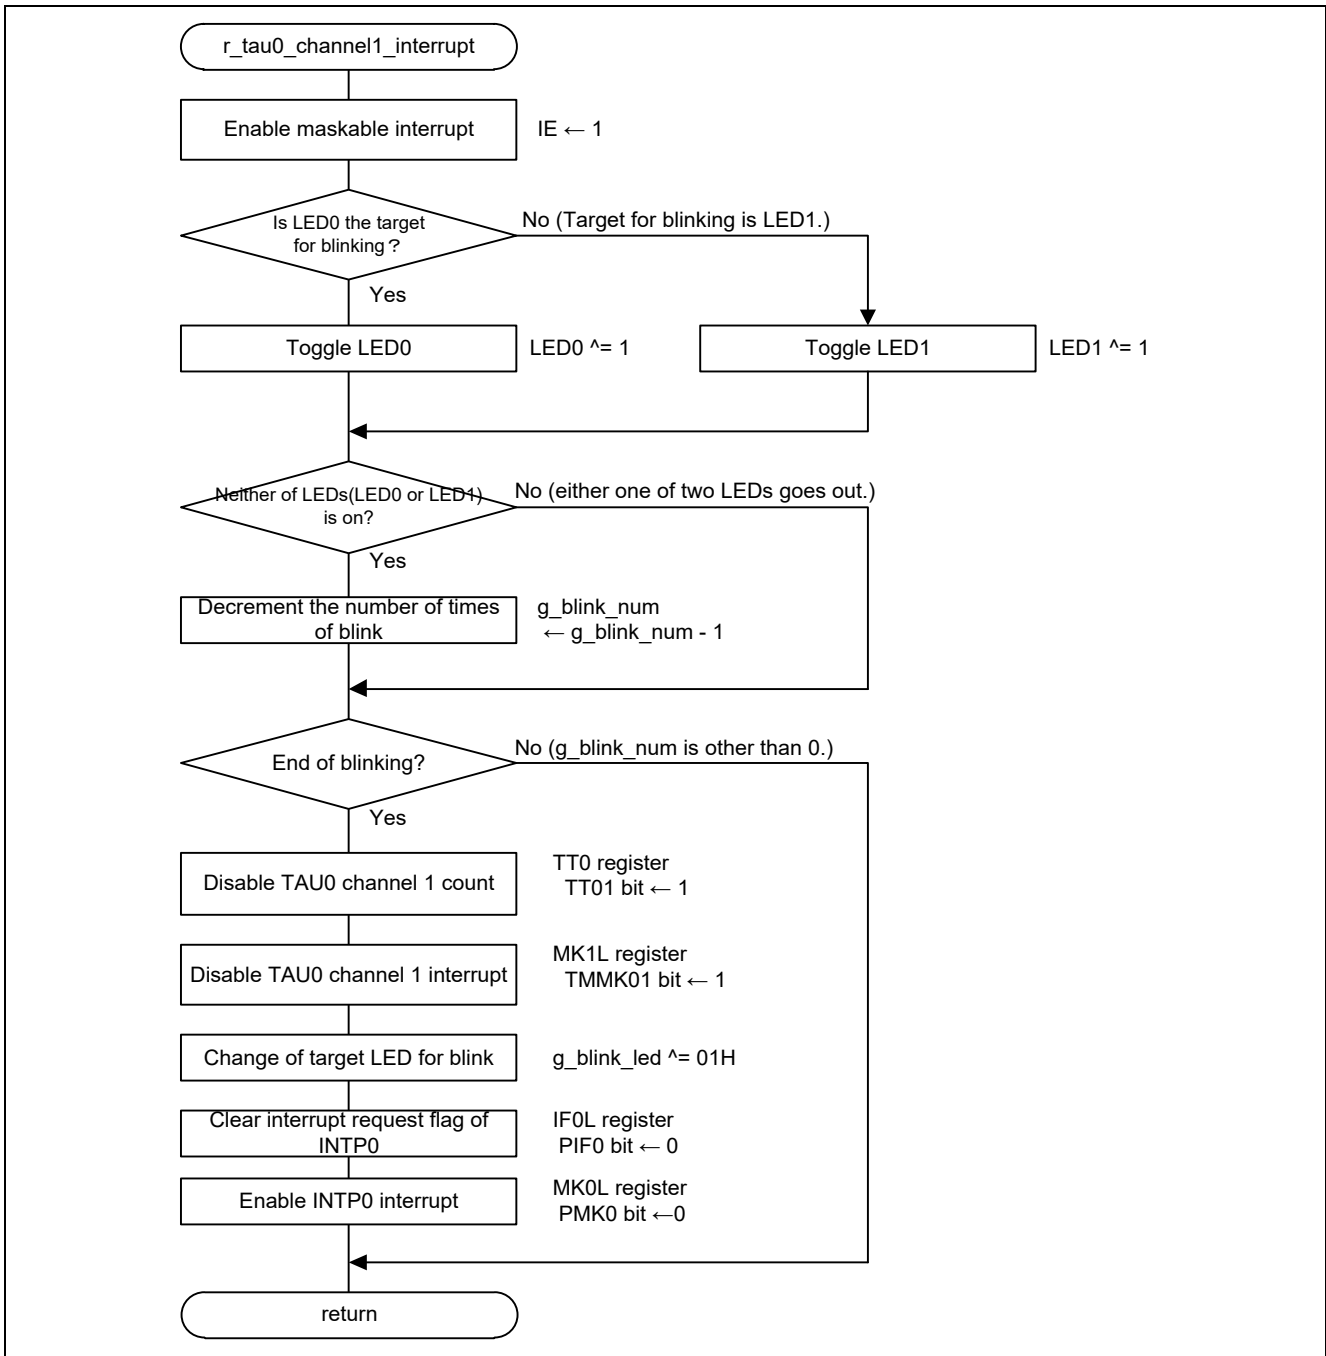 r_tau0_channel1_interrupt
Enable maskable interrupt
IE ← 1
Is LED0 the target
for blinking？
No (Target for blinking is LED1.)
Yes
Toggle LED0
LED0 ^= 1
Toggle LED1
LED1 ^= 1
Neither of LEDs(LED0 or LED1)
is on?
No (either one of two LEDs goes out.)
Yes
Decrement the number of times
of blink
g_blink_num
← g_blink_num - 1
End of blinking?
No (g_blink_num is other than 0.)
Yes
Disable TAU0 channel 1 count
TT0 register
TT01 bit ← 1
Disable TAU0 channel 1 interrupt
MK1L register
TMMK01 bit ← 1
Change of target LED for blink
g_blink_led ^= 01H
Clear interrupt request flag of
INTP0
IF0L register
PIF0 bit ← 0
Enable INTP0 interrupt
MK0L register
PMK0 bit ←0
return